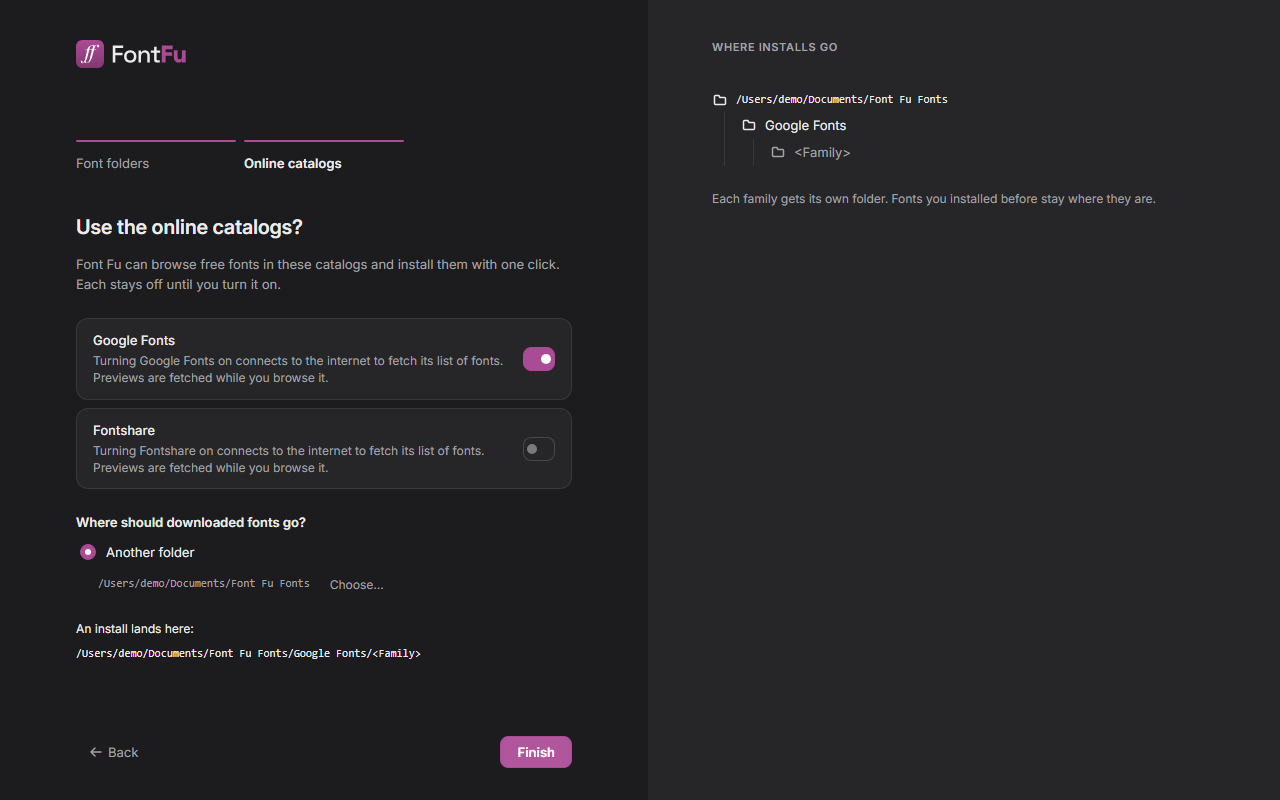 ff FontFu
Font folders
Online catalogs
Use the online catalogs?
Font Fu can browse free fonts in these catalogs and install them with one click.
Each stays off until you turn it on.
Google Fonts
Turning Google Fonts on connects to the internet to fetch its list of fonts.
Previews are fetched while you browse it.
Fontshare
Turning Fontshare on connects to the internet to fetch its list of fonts.
Previews are fetched while you browse it.
Where should downloaded fonts go?
Another folder
/Users/demo/Documents/Font Fu Fonts
Choose...
An install lands here:
/Users/demo/Documents/Font Fu Fonts/Google Fonts/<Family>
← Back
Finish
WHERE INSTALLS GO
/Users/demo/Documents/Font Fu Fonts
Google Fonts
<Family>
Each family gets its own folder. Fonts you installed before stay where they are.